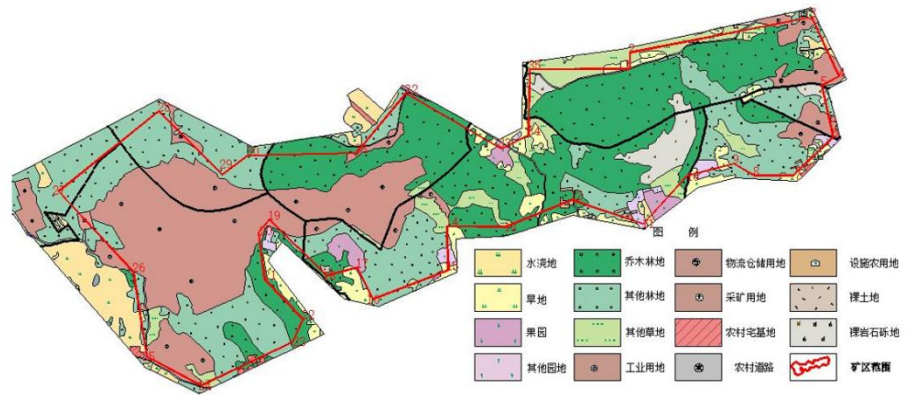 22
29
26
19
图 例
水浇地 乔木林地 物流仓储用地 设施农用地
旱地 其他林地 采矿用地 裸土地
果园 其他草地 农村宅基地 裸岩石砾地
其他园地 工业用地 农村道路 矿区范围